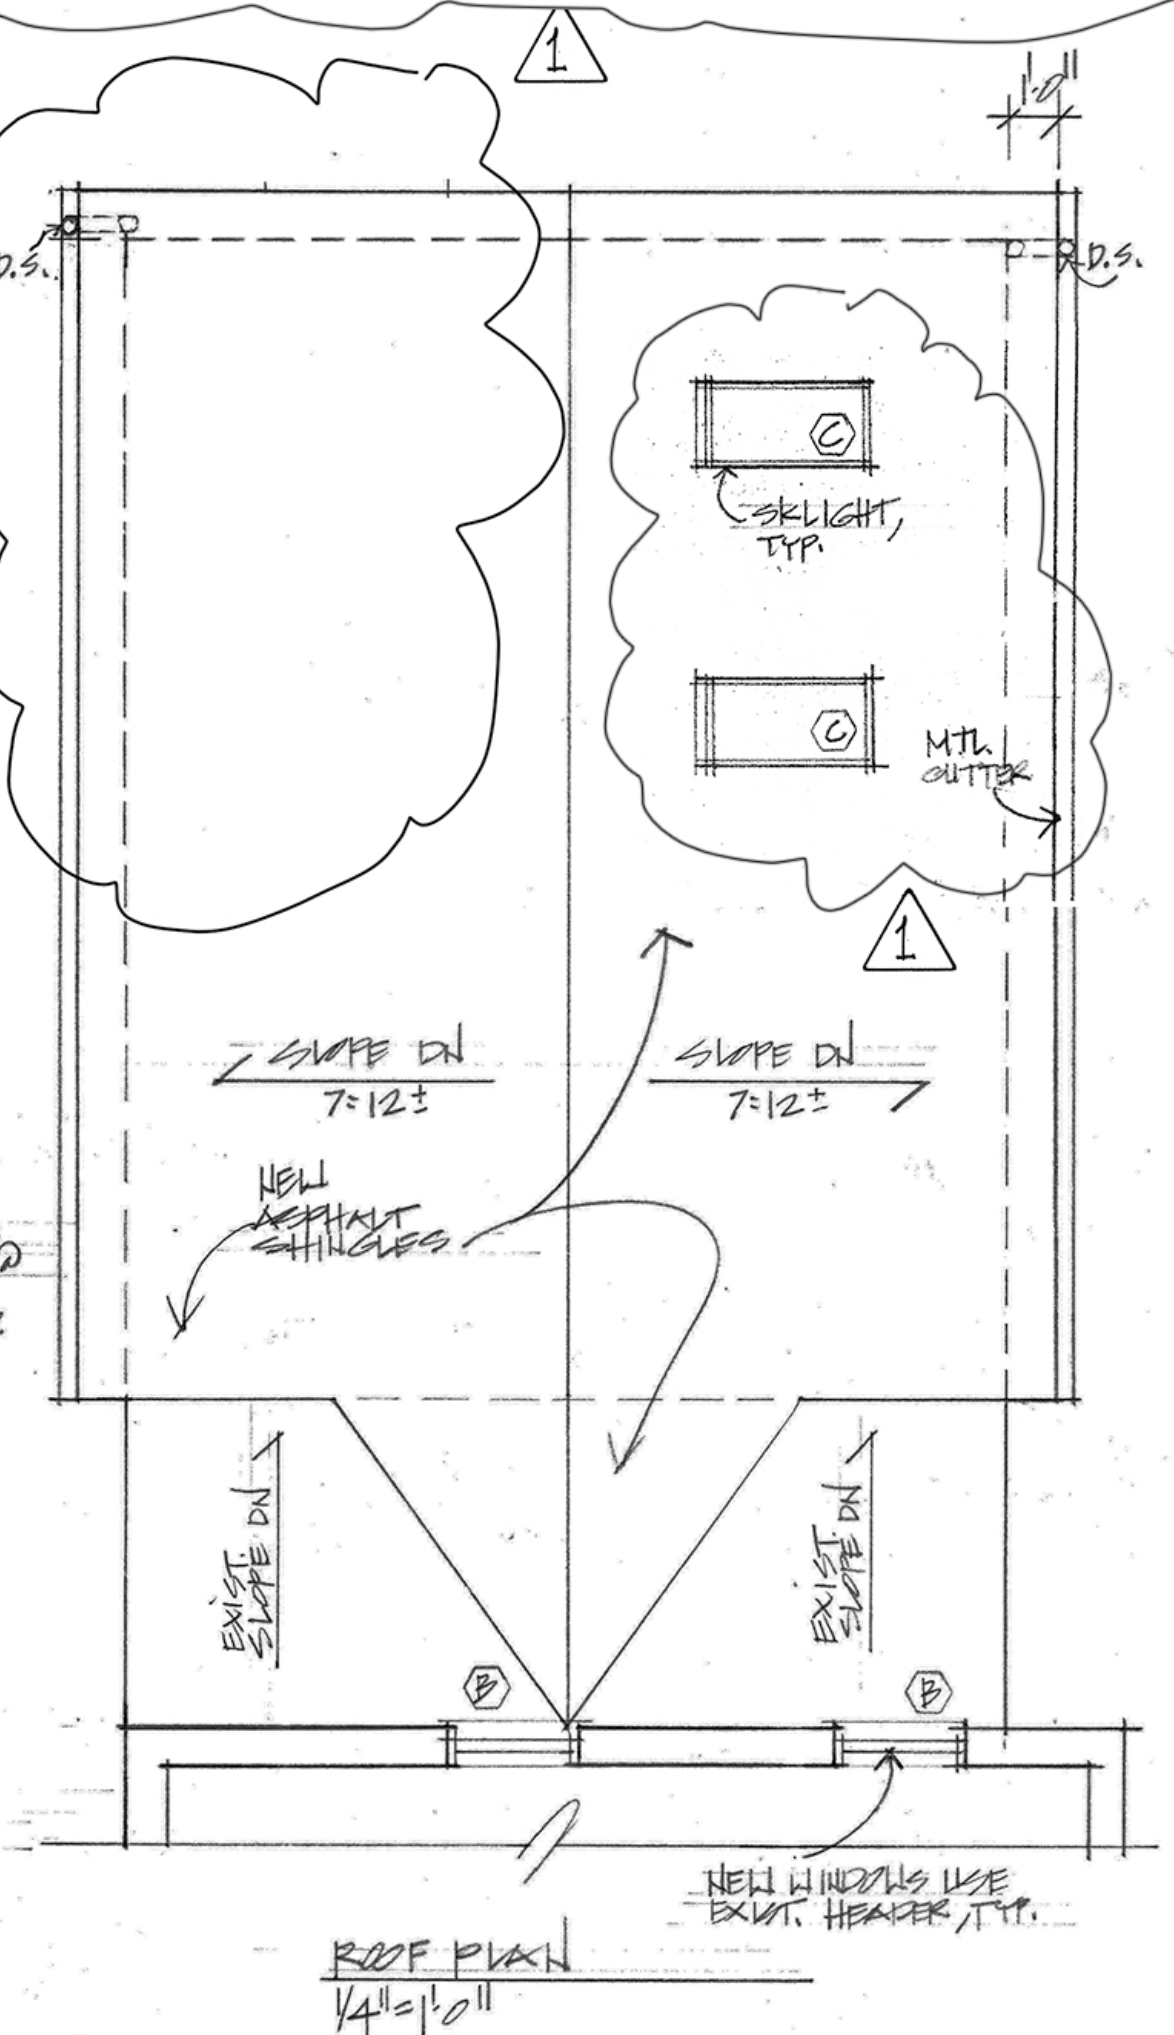 1
1'-0"
D.S.
D.S.
C
SKLIGHT,
TYP.
C
MTL.
GUTTER
1
SLOPE DN
7=12±
SLOPE DN
7=12±
NEW
ASPHALT
SHINGLES
EXIST.
SLOPE DN
EXIST.
SLOPE DN
B
B
NEW WINDOWS USE
EXIST. HEADER, TYP.
ROOF PLAN
1/4"=1'-0"